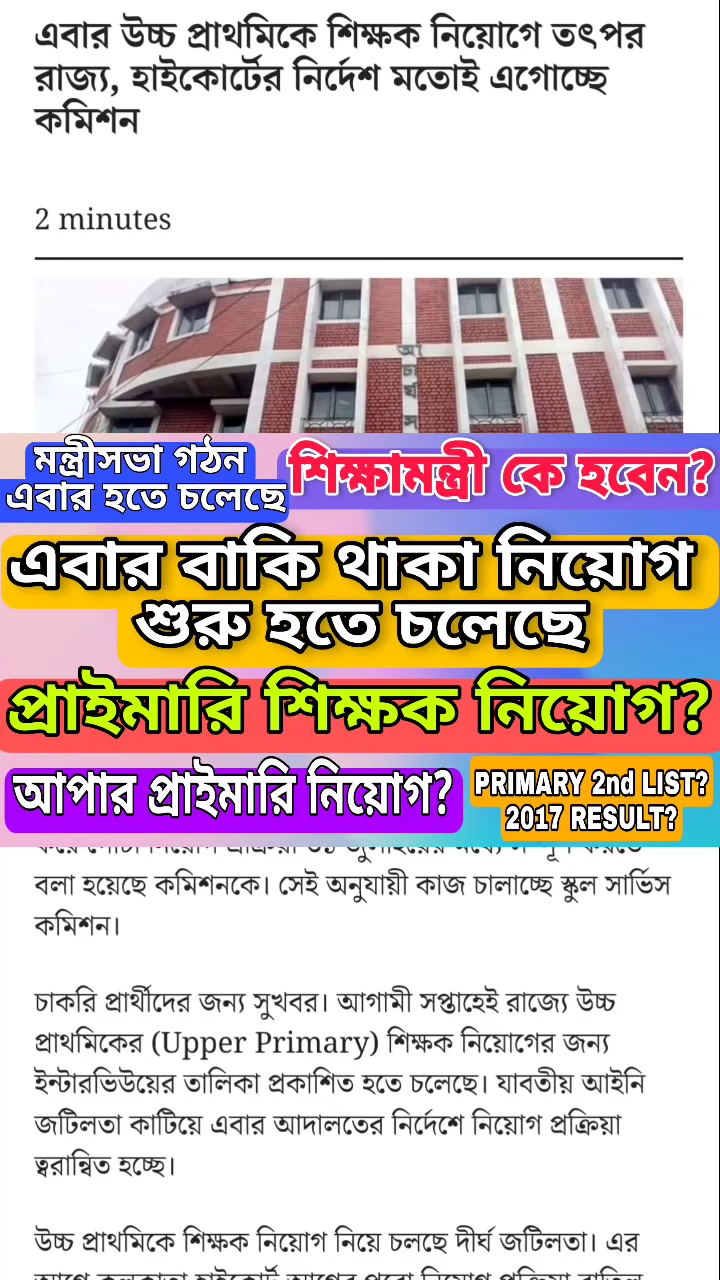 এবার উচ্চ প্রাথমিকে শিক্ষক নিয়োগে তৎপর
রাজ্য, হাইকোর্টের নির্দেশ মতোই এগোচ্ছে
কমিশন
2 minutes
আ
চা
র্য
স
মন্ত্রীসভা গঠন
এবার হতে চলেছে
শিক্ষামন্ত্রী কে হবেন?
এবার বাকি থাকা নিয়োগ
শুরু হতে চলেছে
প্রাইমারি শিক্ষক নিয়োগ?
আপার প্রাইমারি নিয়োগ?
PRIMARY 2nd LIST?
2017 RESULT?
বলা হয়েছে কমিশনকে। সেই অনুযায়ী কাজ চালাচ্ছে স্কুল সার্ভিস
কমিশন।
চাকরি প্রার্থীদের জন্য সুখবর। আগামী সপ্তাহেই রাজ্যে উচ্চ
প্রাথমিকের (Upper Primary) শিক্ষক নিয়োগের জন্য
ইন্টারভিউয়ের তালিকা প্রকাশিত হতে চলেছে। যাবতীয় আইনি
জটিলতা কাটিয়ে এবার আদালতের নির্দেশে নিয়োগ প্রক্রিয়া
ত্বরান্বিত হচ্ছে।
উচ্চ প্রাথমিকে শিক্ষক নিয়োগ নিয়ে চলছে দীর্ঘ জটিলতা। এর